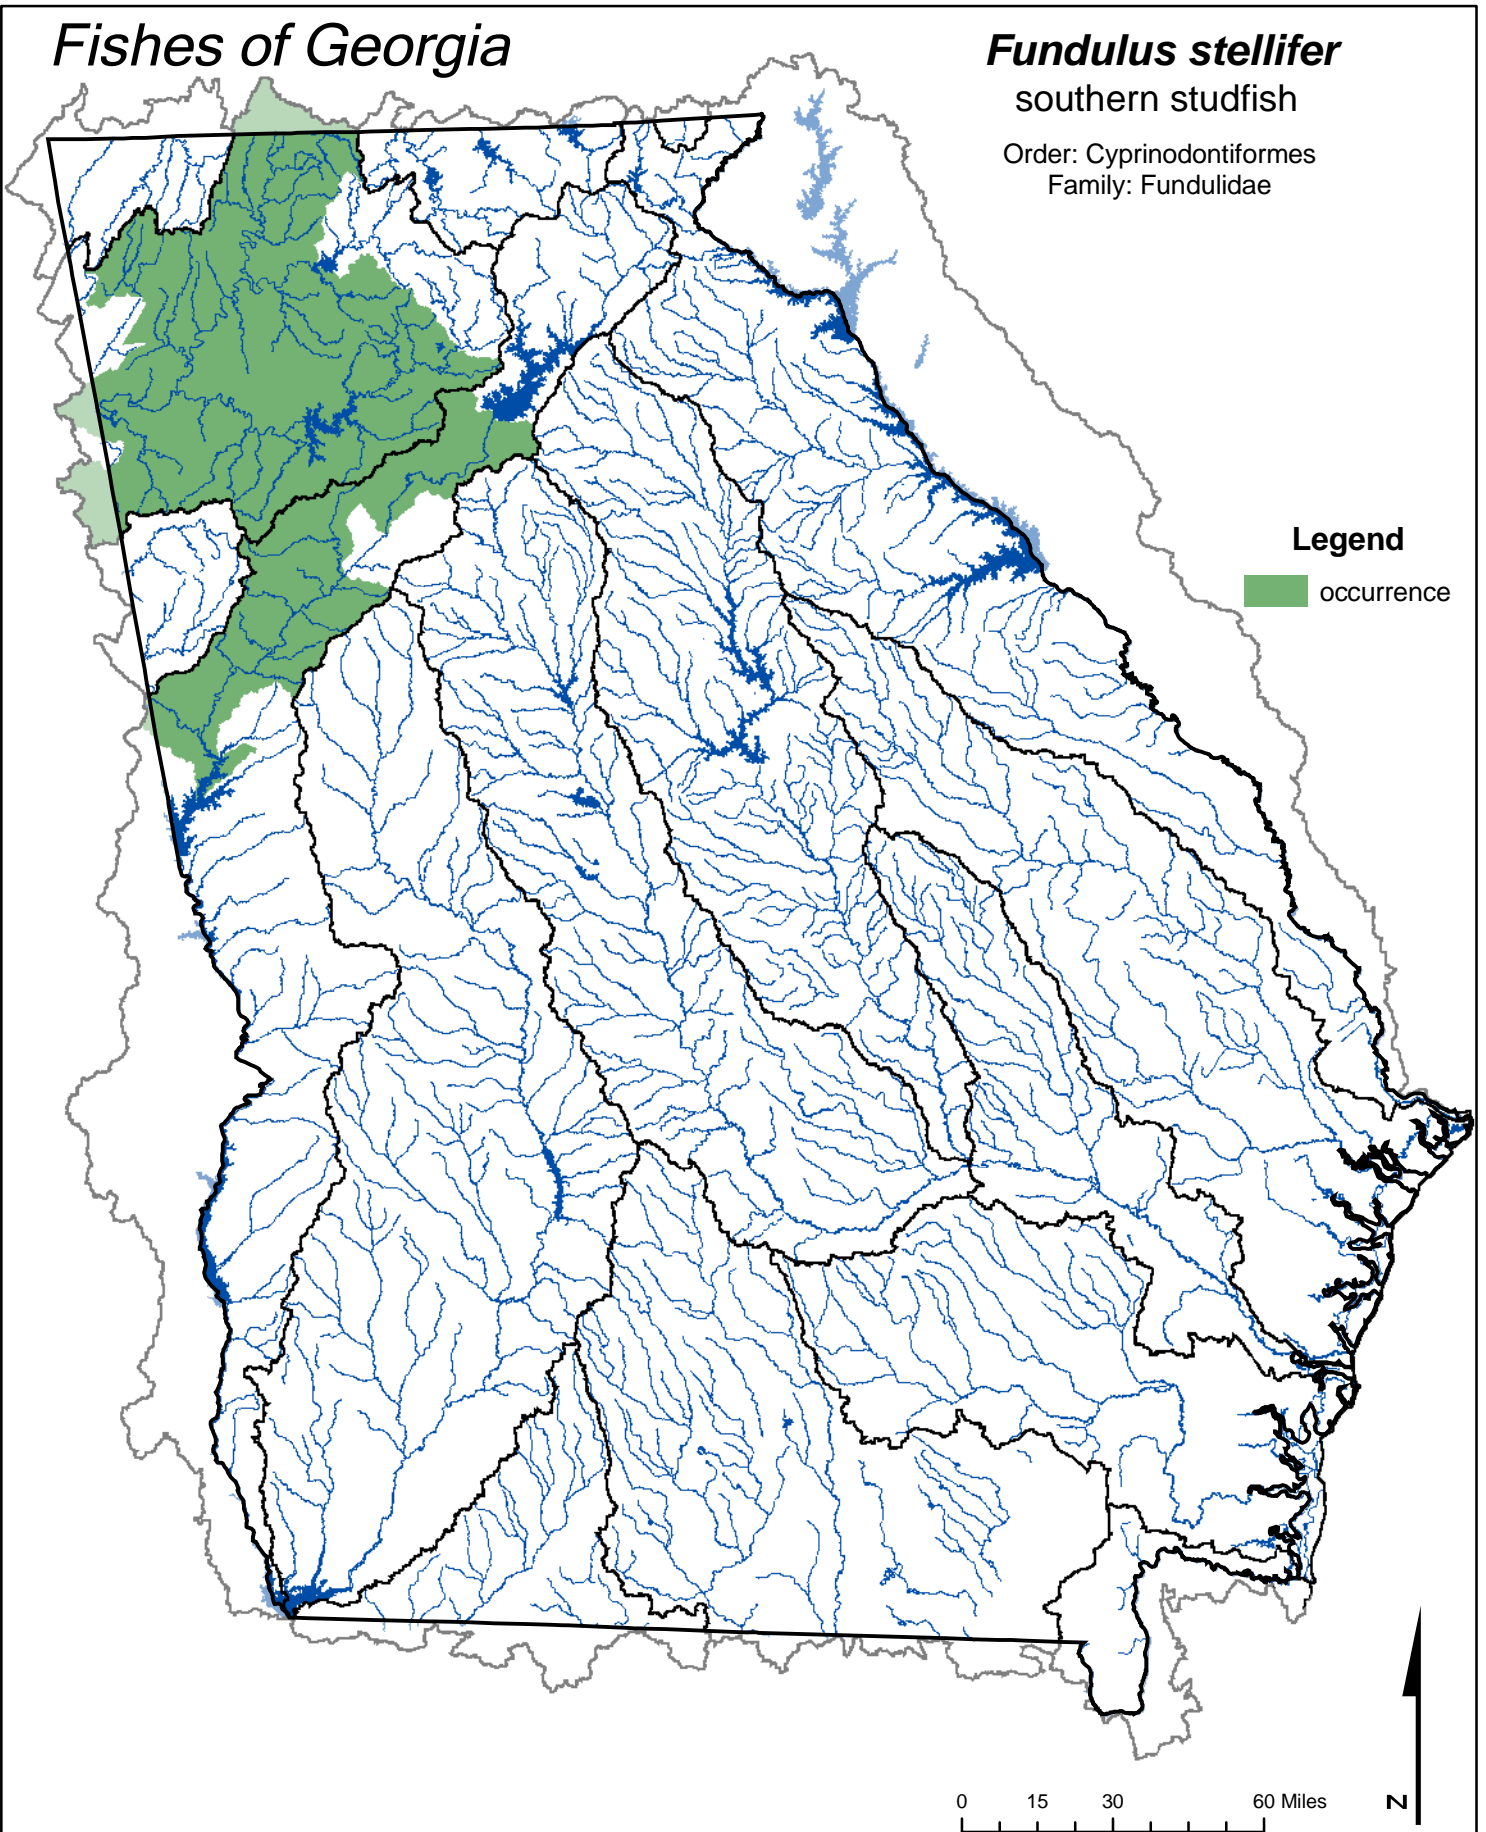 Fishes of Georgia
Fundulus stellifer
southern studfish
Order: Cyprinodontiformes
Family: Fundulidae
Legend
occurrence
0 15 30 60 Miles
N